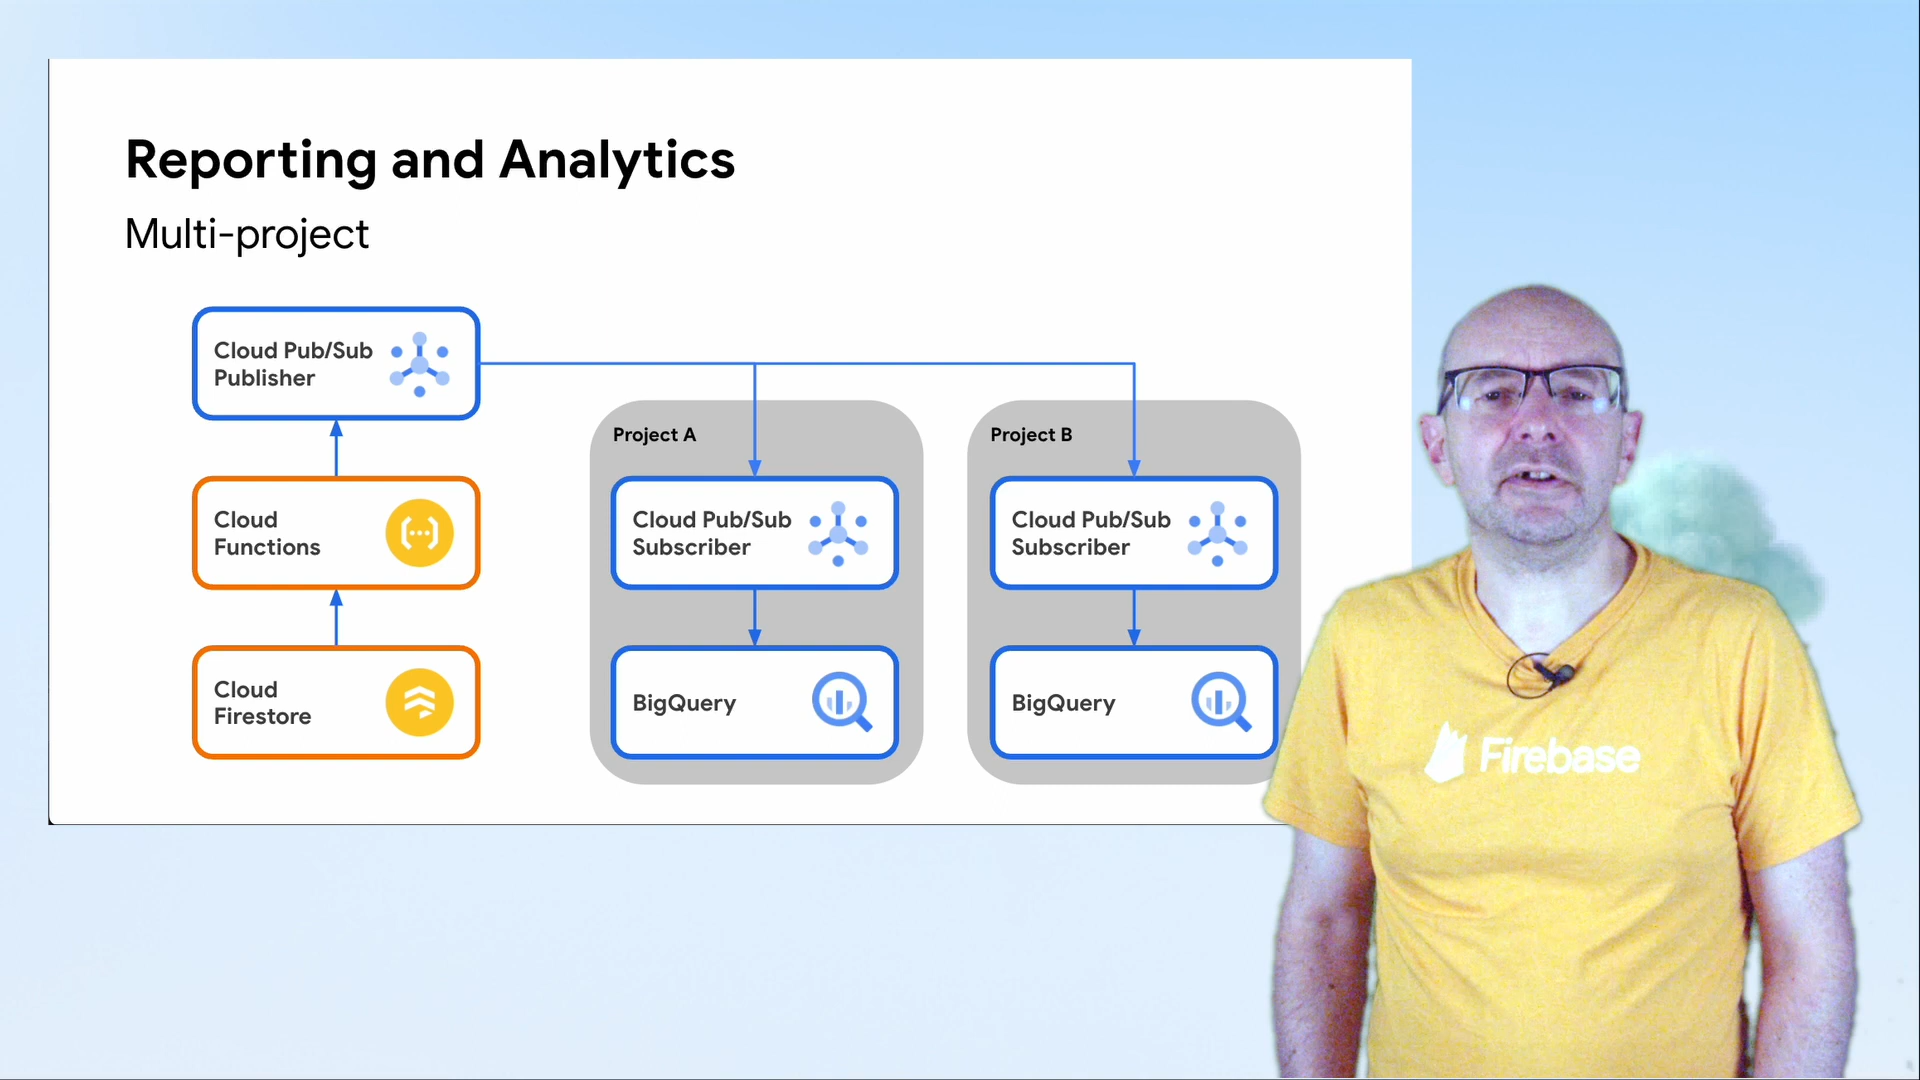 Reporting and Analytics
Multi-project
Cloud Pub/Sub
Publisher
Cloud
Functions
Cloud
Firestore
Project A
Cloud Pub/Sub
Subscriber
BigQuery
Project B
Cloud Pub/Sub
Subscriber
BigQuery
Firebase